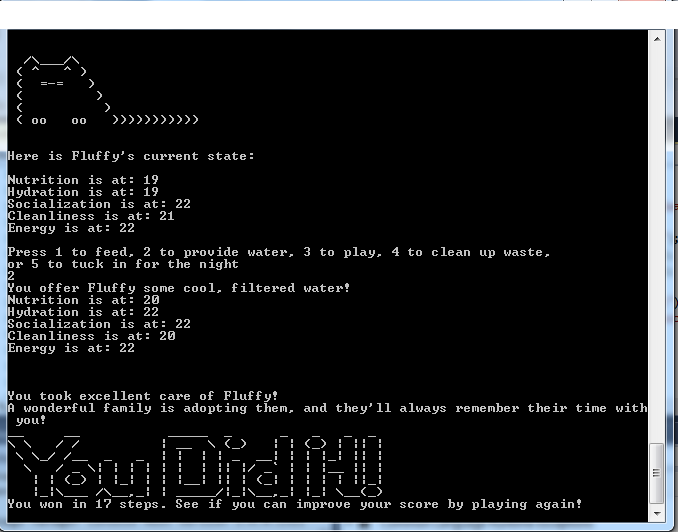 Here is Fluffy's current state:
Nutrition is at: 19
Hydration is at: 19
Socialization is at: 22
Cleanliness is at: 21
Energy is at: 22
Press 1 to feed, 2 to provide water, 3 to play, 4 to clean up waste,
or 5 to tuck in for the night
2
You offer Fluffy some cool, filtered water!
Nutrition is at: 20
Hydration is at: 22
Socialization is at: 22
Cleanliness is at: 20
Energy is at: 22
You took excellent care of Fluffy!
A wonderful family is adopting them, and they'll always remember their time with
you!
You Did it!
You won in 17 steps. See if you can improve your score by playing again!